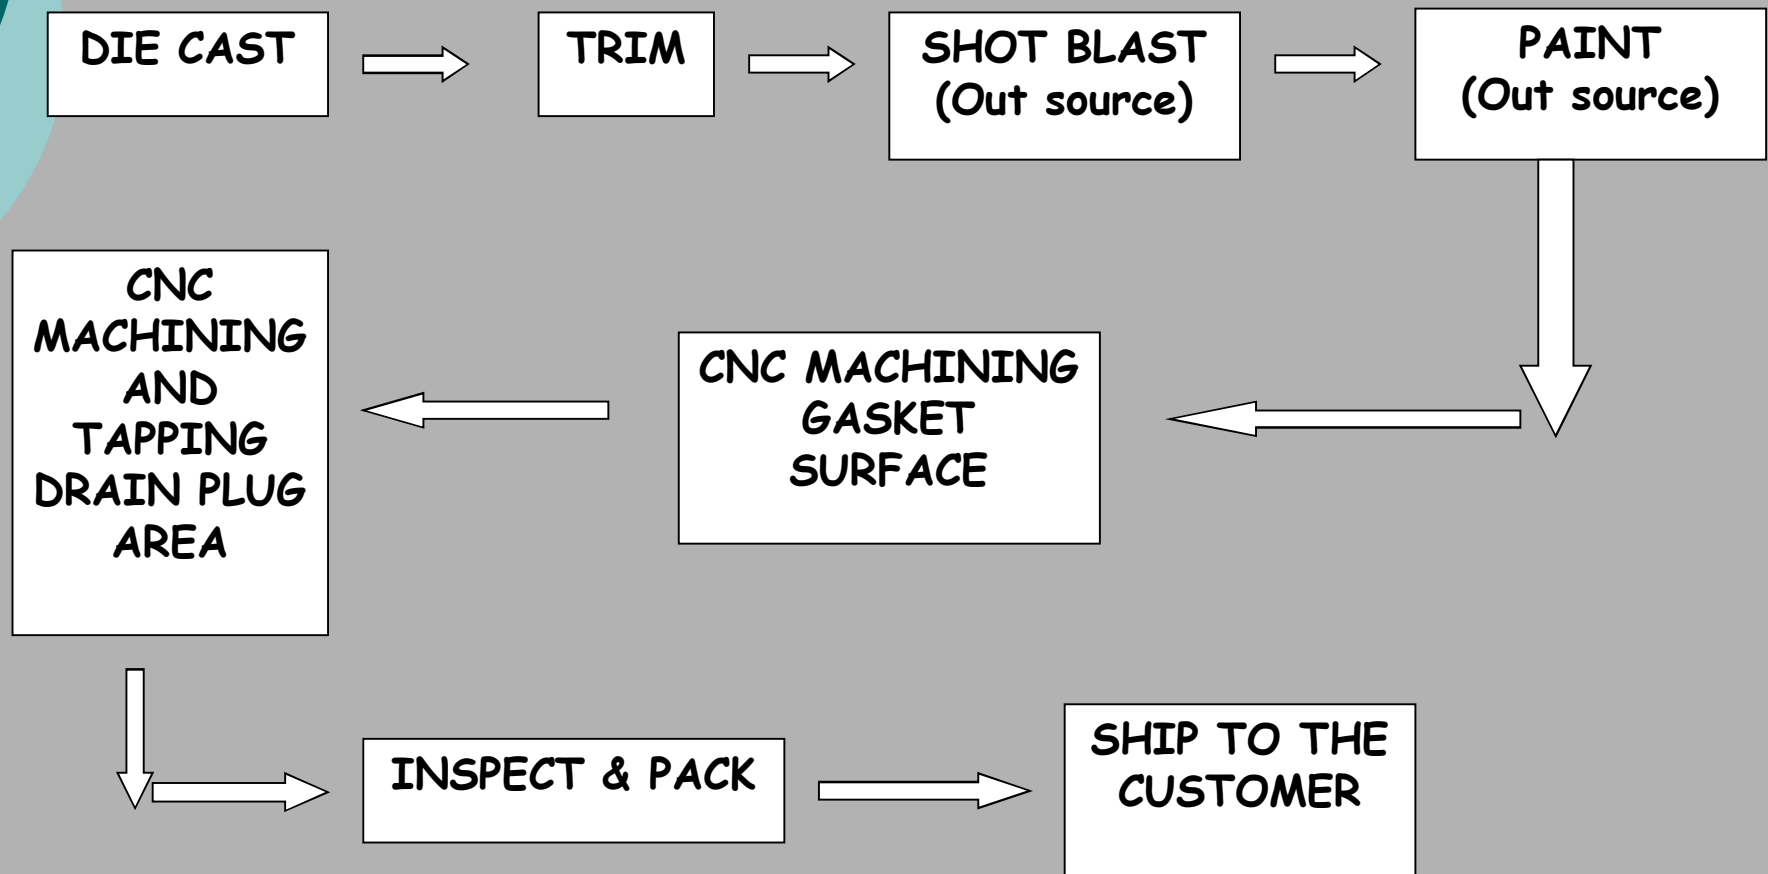 DIE CAST
TRIM
SHOT BLAST
(Out source)
PAINT
(Out source)
CNC MACHINING
GASKET
SURFACE
CNC
MACHINING
AND
TAPPING
DRAIN PLUG
AREA
INSPECT & PACK
SHIP TO THE
CUSTOMER